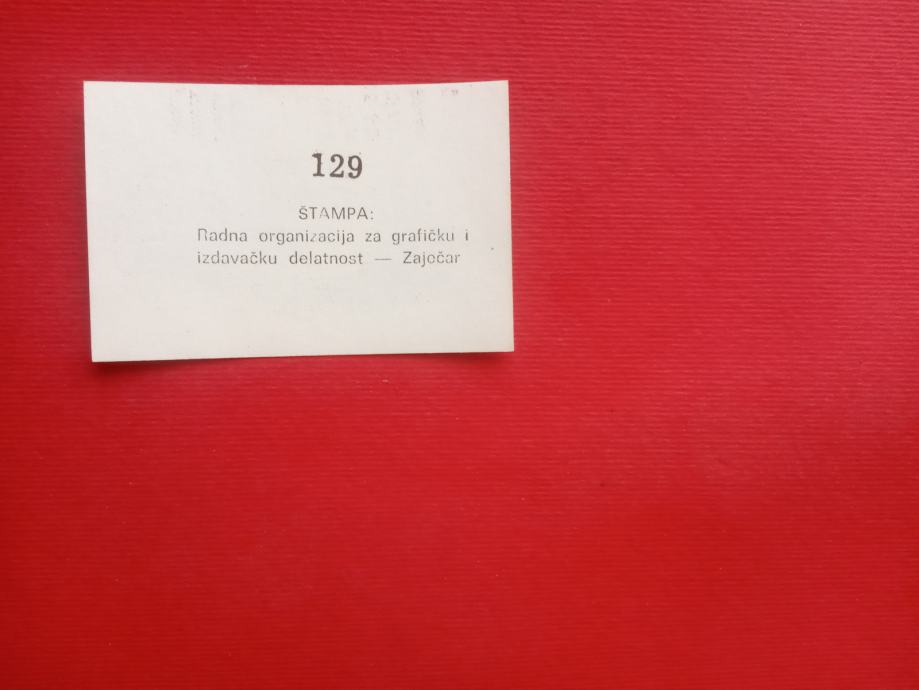 129
ŠTAMPA:
Radna organizacija za grafičku i
izdavačku delatnost — Zaječar